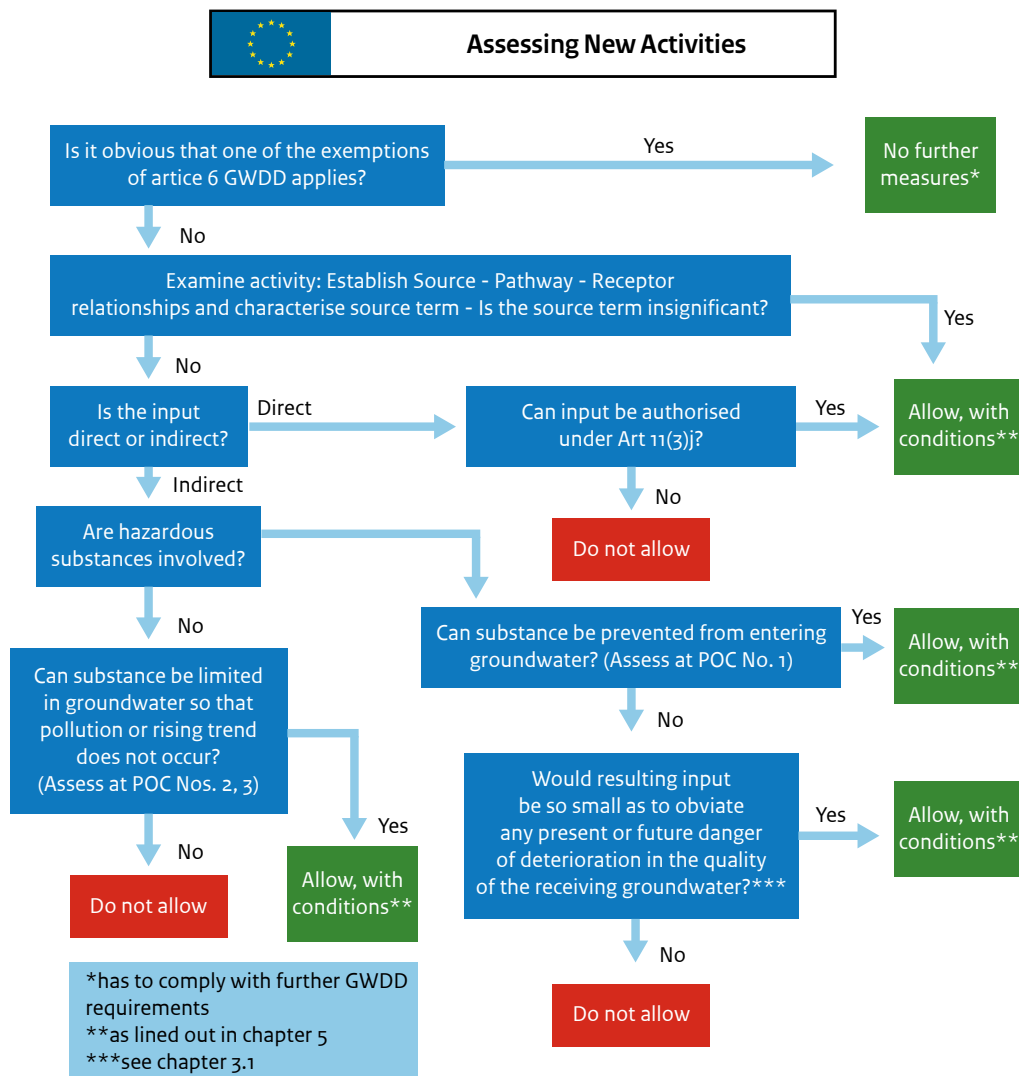 Assessing New Activities
Is it obvious that one of the exemptions
of artice 6 GWDD applies?
Yes
No further
measures*
No
Examine activity: Establish Source - Pathway - Receptor
relationships and characterise source term - Is the source term insignificant?
Yes
No
Is the input
direct or indirect?
Direct
Can input be authorised
under Art 11(3)j?
Yes
Allow, with
conditions**
Indirect
No
Do not allow
Are hazardous
substances involved?
No
Can substance be prevented from entering
groundwater? (Assess at POC No. 1)
Yes
Allow, with
conditions**
Can substance be limited
in groundwater so that
pollution or rising trend
does not occur?
(Assess at POC Nos. 2, 3)
No
Would resulting input
be so small as to obviate
any present or future danger
of deterioration in the quality
of the receiving groundwater?***
Yes
Allow, with
conditions**
Yes
No
Do not allow
Allow, with
conditions**
No
Do not allow
*has to comply with further GWDD
requirements
**as lined out in chapter 5
***see chapter 3.1